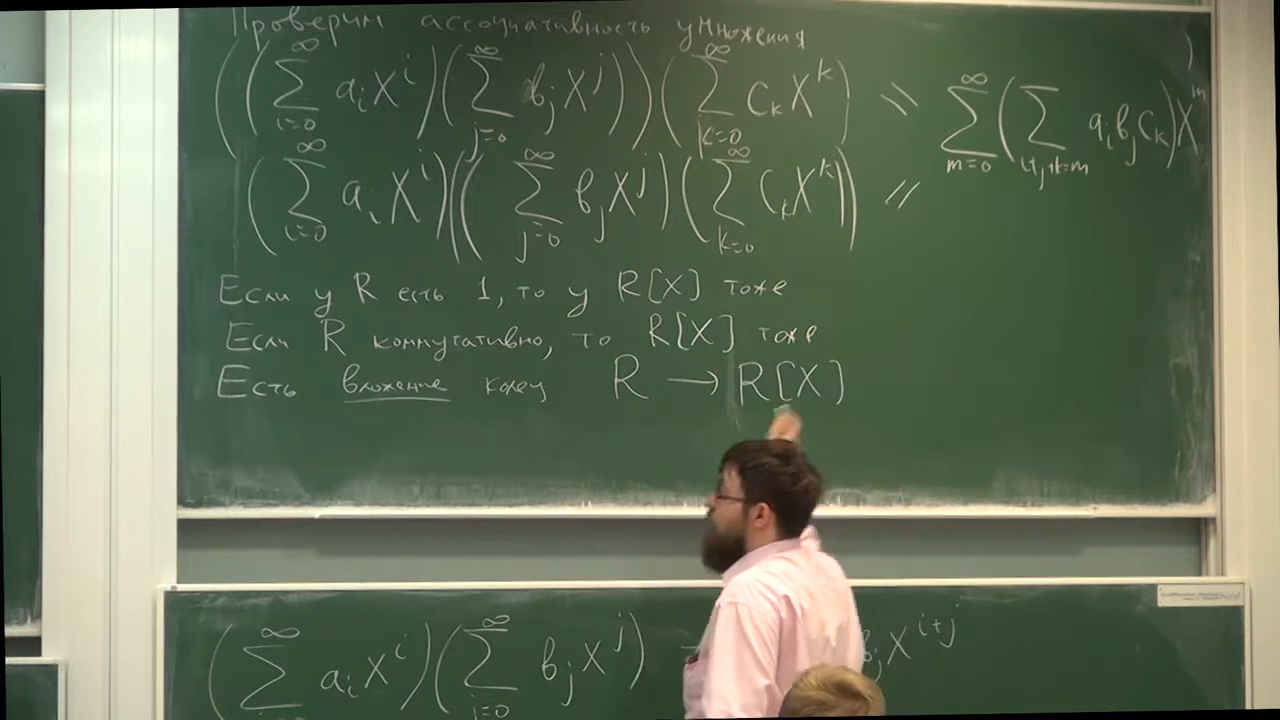 Проверим ассоциативность умножения
((∑_{i=0}^{∞} a_i X^i)(∑_{j=0}^{∞} b_j X^j))(∑_{k=0}^{∞} c_k X^k) = ∑_{m=0}^{∞} (∑_{i+j+k=m} a_i b_j c_k) X^m
(∑_{i=0}^{∞} a_i X^i)((∑_{j=0}^{∞} b_j X^j)(∑_{k=0}^{∞} c_k X^k)) =
Если у R есть 1, то у R[X] тоже
Если R коммутативно, то R[X] тоже
Есть вложение колец R → R[X]
(∑^{∞} a_i X^i)(∑_{j=0}^{∞} b_j X^j) = b_j X^{i+j}